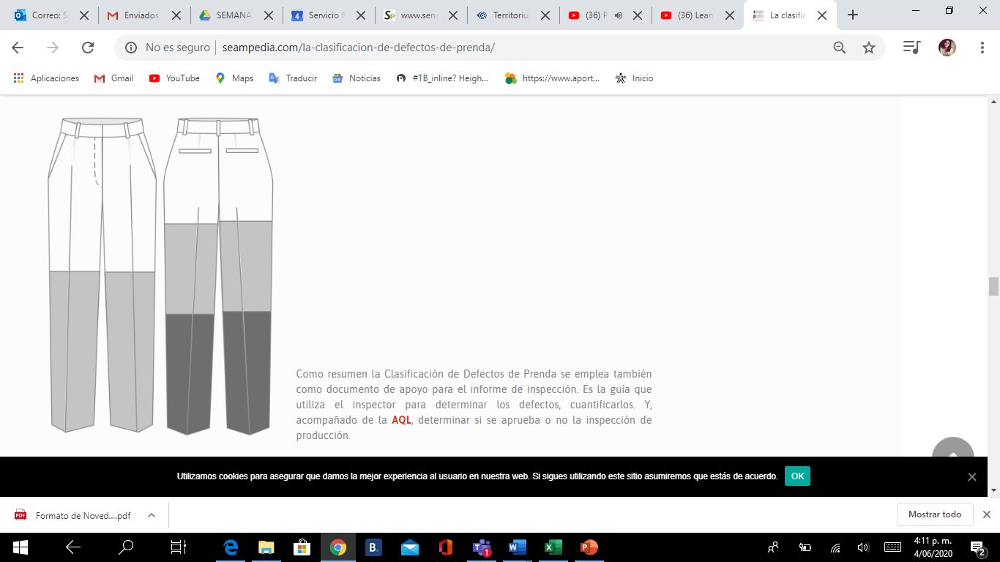 Correo: S
Enviados
SEMANA
Servicio N
www.sena
Territoriu
(36) P
(36) Lean
La clasific
No es seguro
seampedia.com/la-clasificacion-de-defectos-de-prenda/
Aplicaciones
Gmail
YouTube
Maps
Traducir
Noticias
#TB_inline? Heigh...
https://www.aport...
Inicio
Como resumen la Clasificación de Defectos de Prenda se emplea también
como documento de apoyo para el informe de inspección. Es la guía que
utiliza el inspector para determinar los defectos, cuantificarlos. Y,
acompañado de la AQL, determinar si se aprueba o no la inspección de
producción.
Utilizamos cookies para asegurar que damos la mejor experiencia al usuario en nuestra web. Si sigues utilizando este sitio asumiremos que estás de acuerdo.
OK
Formato de Noved....pdf
Mostrar todo
4:11 p. m.
4/06/2020